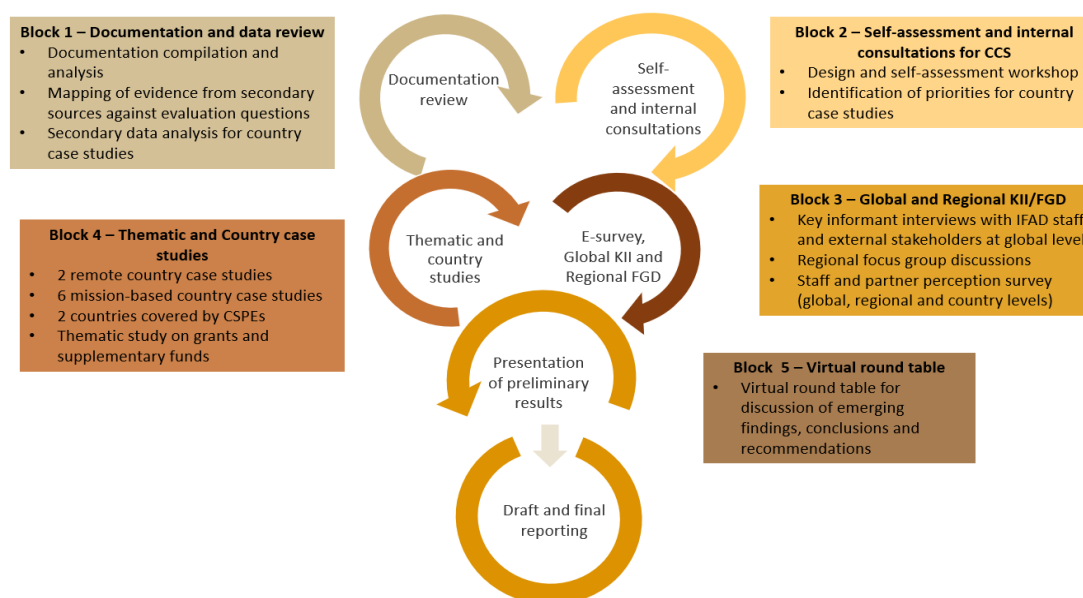 Block 1 – Documentation and data review
• Documentation compilation and
analysis
• Mapping of evidence from secondary
sources against evaluation questions
• Secondary data analysis for country
case studies
Documentation
review
Self-
assessment
and internal
consultations
Block 2 – Self-assessment and internal
consultations for CCS
• Design and self-assessment workshop
• Identification of priorities for country
case studies
Block 4 – Thematic and Country case
studies
• 2 remote country case studies
• 6 mission-based country case studies
• 2 countries covered by CSPEs
• Thematic study on grants and
supplementary funds
Thematic and
country
studies
E-survey,
Global KII and
Regional FGD
Block 3 – Global and Regional KII/FGD
• Key informant interviews with IFAD staff
and external stakeholders at global level
• Regional focus group discussions
• Staff and partner perception survey
(global, regional and country levels)
Presentation
of preliminary
results
Block 5 – Virtual round table
• Virtual round table for
discussion of emerging
findings, conclusions and
recommendations
Draft and final
reporting